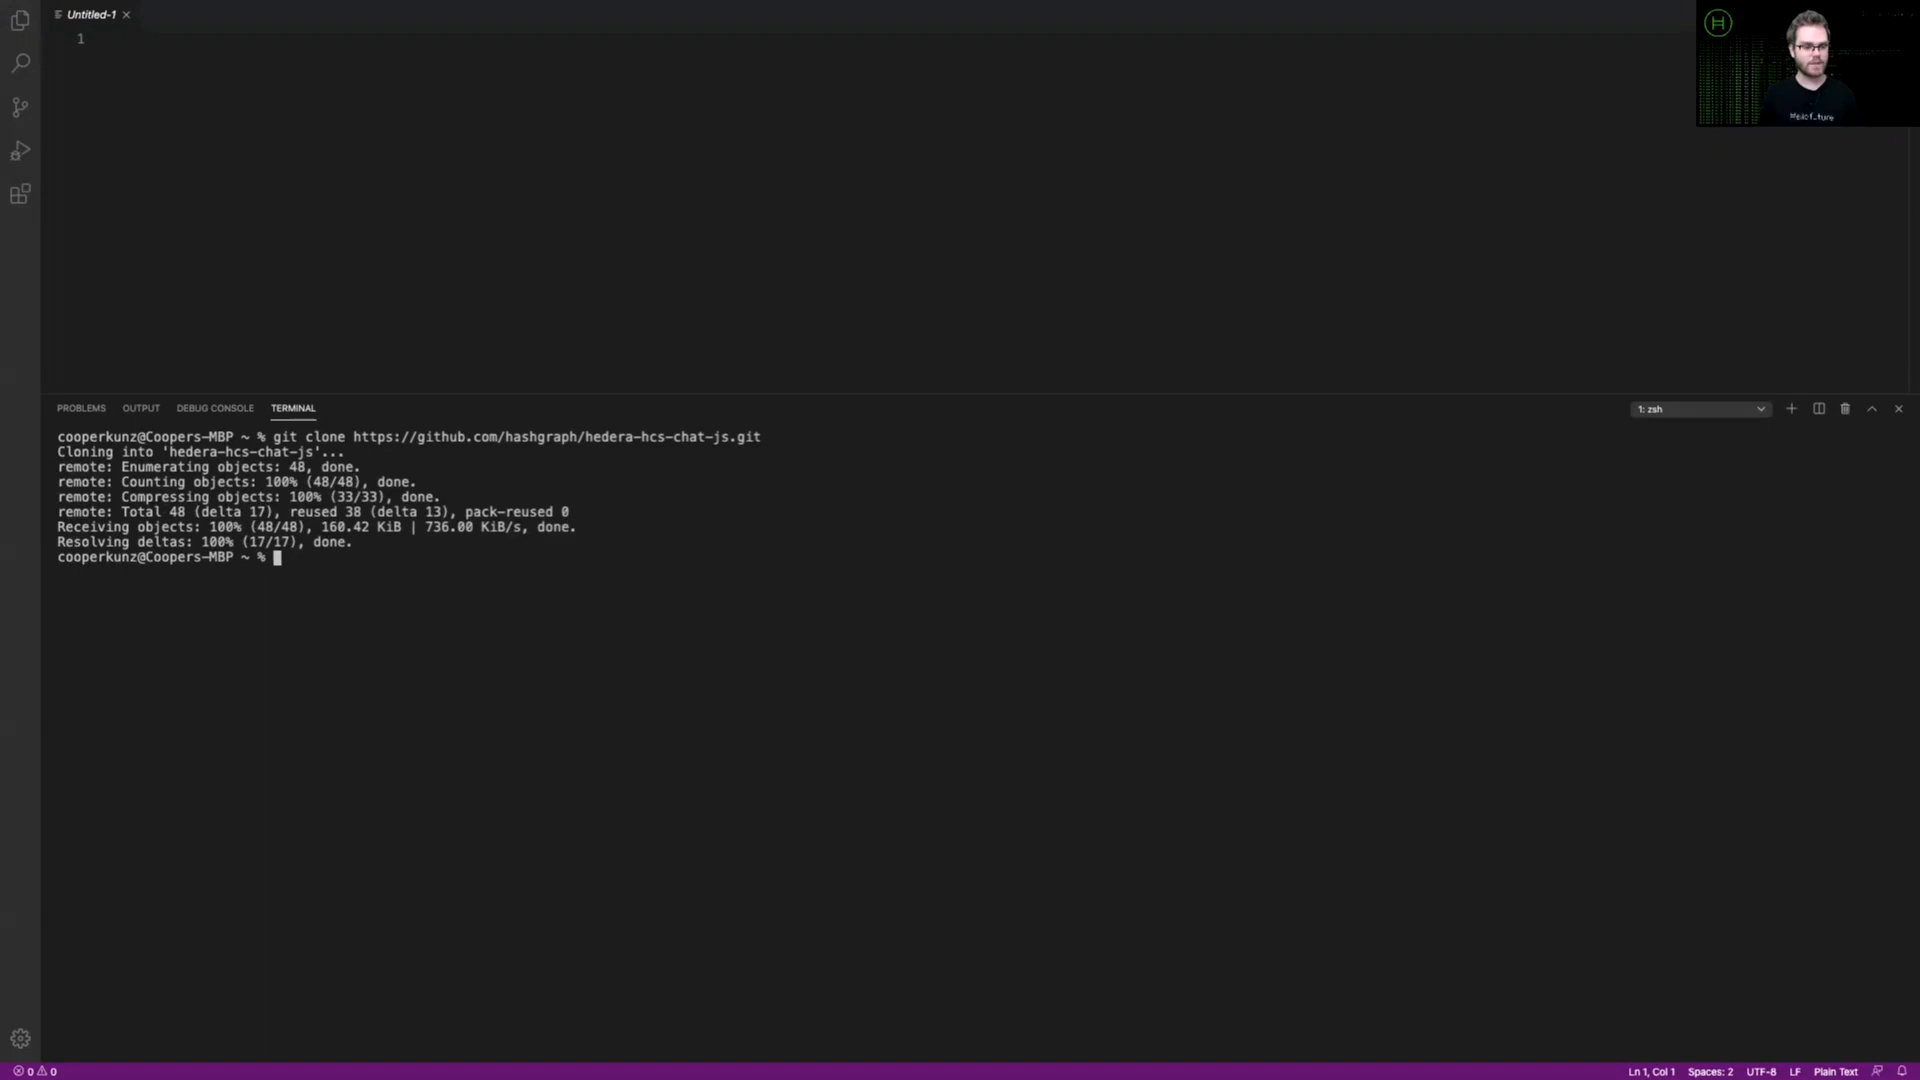 Untitled-1
1
PROBLEMS OUTPUT DEBUG CONSOLE TERMINAL
1: zsh
cooperkunz@Coopers-MBP ~ % git clone https://github.com/hashgraph/hedera-hcs-chat-js.git
Cloning into 'hedera-hcs-chat-js'...
remote: Enumerating objects: 48, done.
remote: Counting objects: 100% (48/48), done.
remote: Compressing objects: 100% (33/33), done.
remote: Total 48 (delta 17), reused 38 (delta 13), pack-reused 0
Receiving objects: 100% (48/48), 160.42 KiB | 736.00 KiB/s, done.
Resolving deltas: 100% (17/17), done.
cooperkunz@Coopers-MBP ~ %
0 0
Ln 1, Col 1 Spaces: 2 UTF-8 LF Plain Text